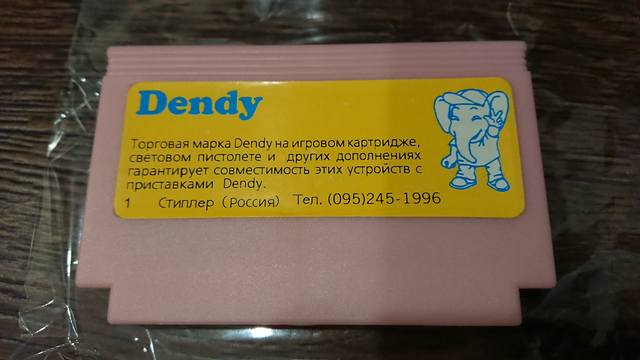 Dendy
Торговая марка Dendy на игровом картридже,
световом пистолете и других дополнениях
гарантирует совместимость этих устройств с
приставками Dendy.
1 Стиплер (Россия) Тел. (095)245-1996